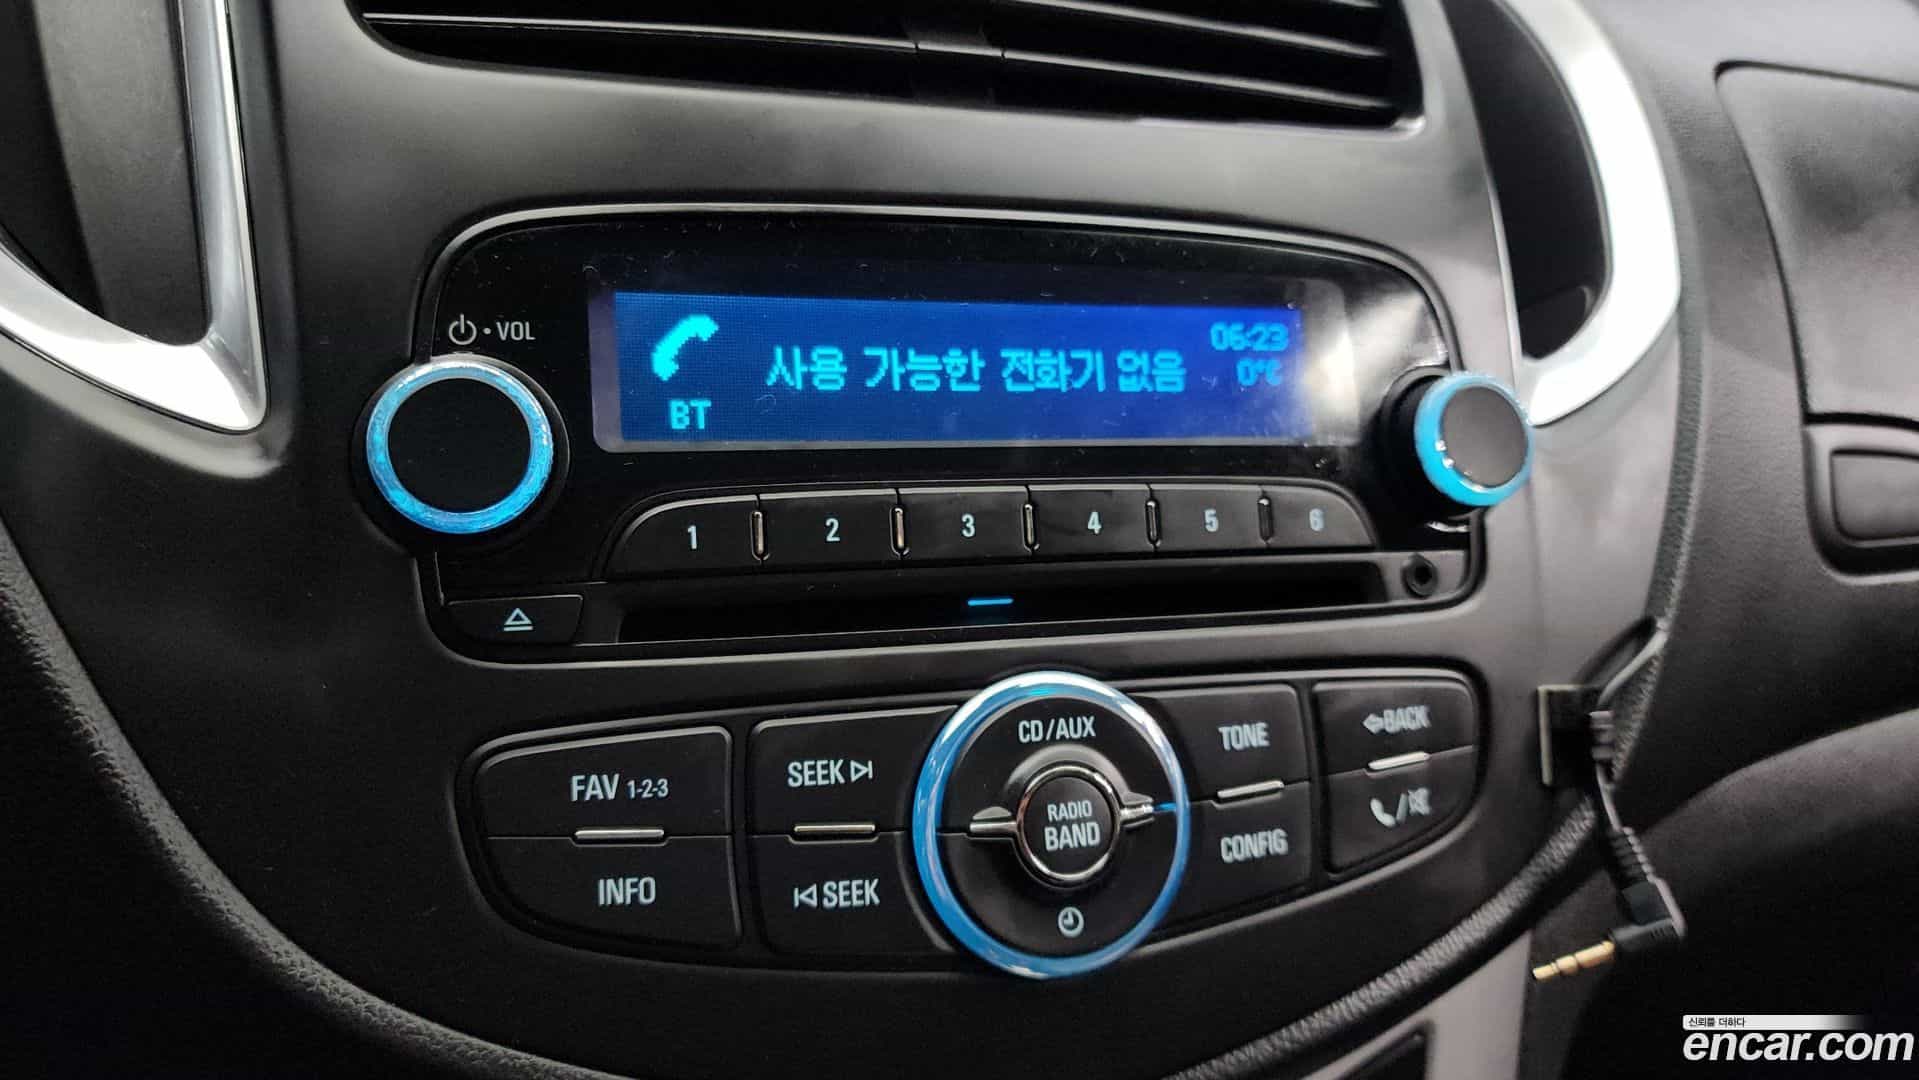 VOL
사용 가능한 전화기 없음
06:23
0°C
BT
1
2
3
4
5
6
CD/AUX
TONE
BACK
SEEK
FAV 1-2-3
RADIO
BAND
CONFIG
INFO
SEEK
신뢰를 더하다
encar.com